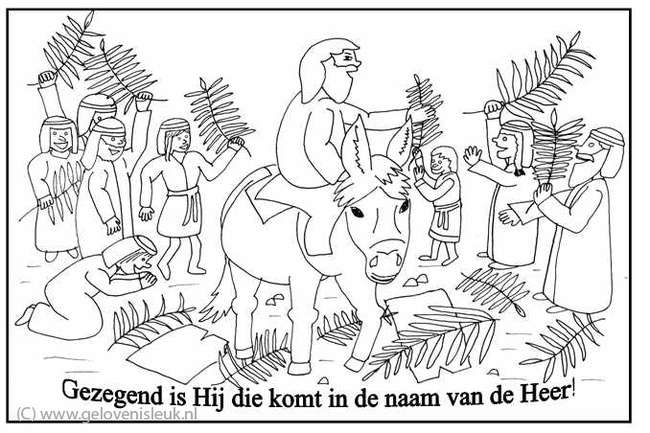 Gezegend is Hij die komt in de naam van de Heer!
(C) www.gelovenisleuk.nl